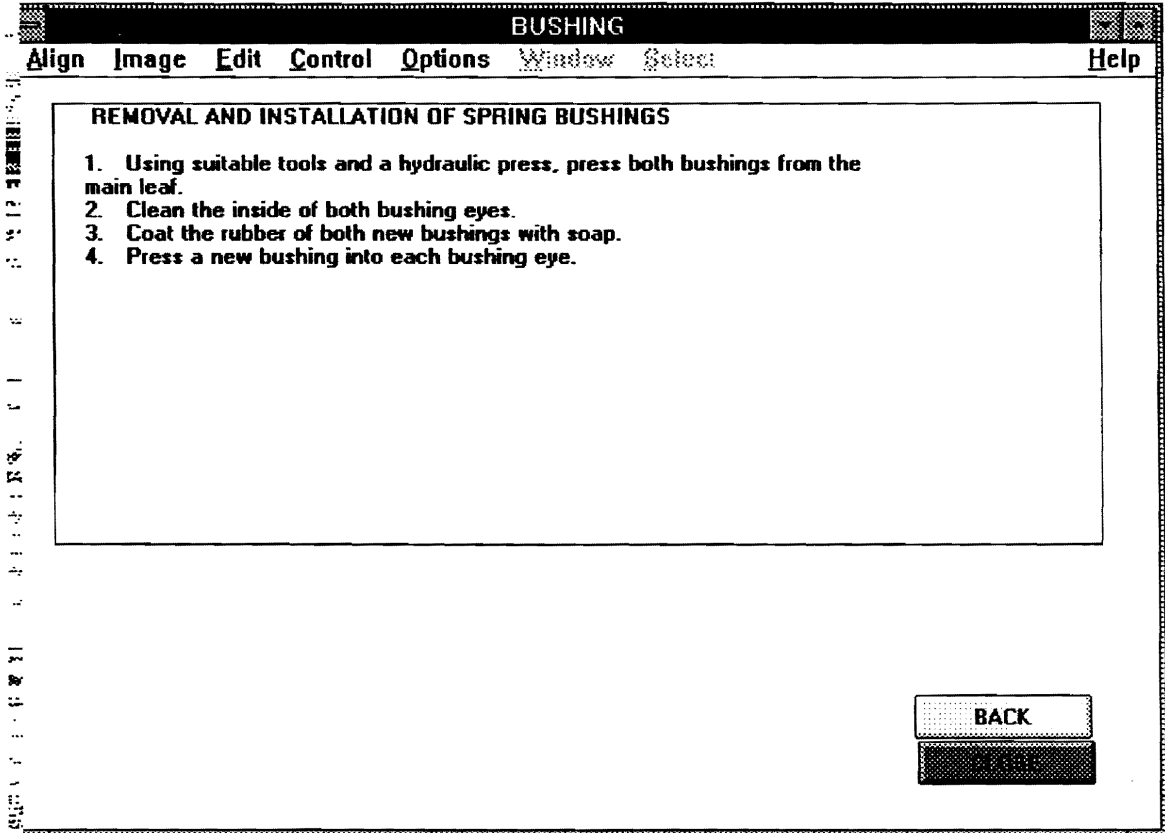 BUSHING
Align Image Edit Control Options Window Select Help
REMOVAL AND INSTALLATION OF SPRING BUSHINGS
1. Using suitable tools and a hydraulic press, press both bushings from the
main leaf.
2. Clean the inside of both bushing eyes.
3. Coat the rubber of both new bushings with soap.
4. Press a new bushing into each bushing eye.
BACK
CLOSE